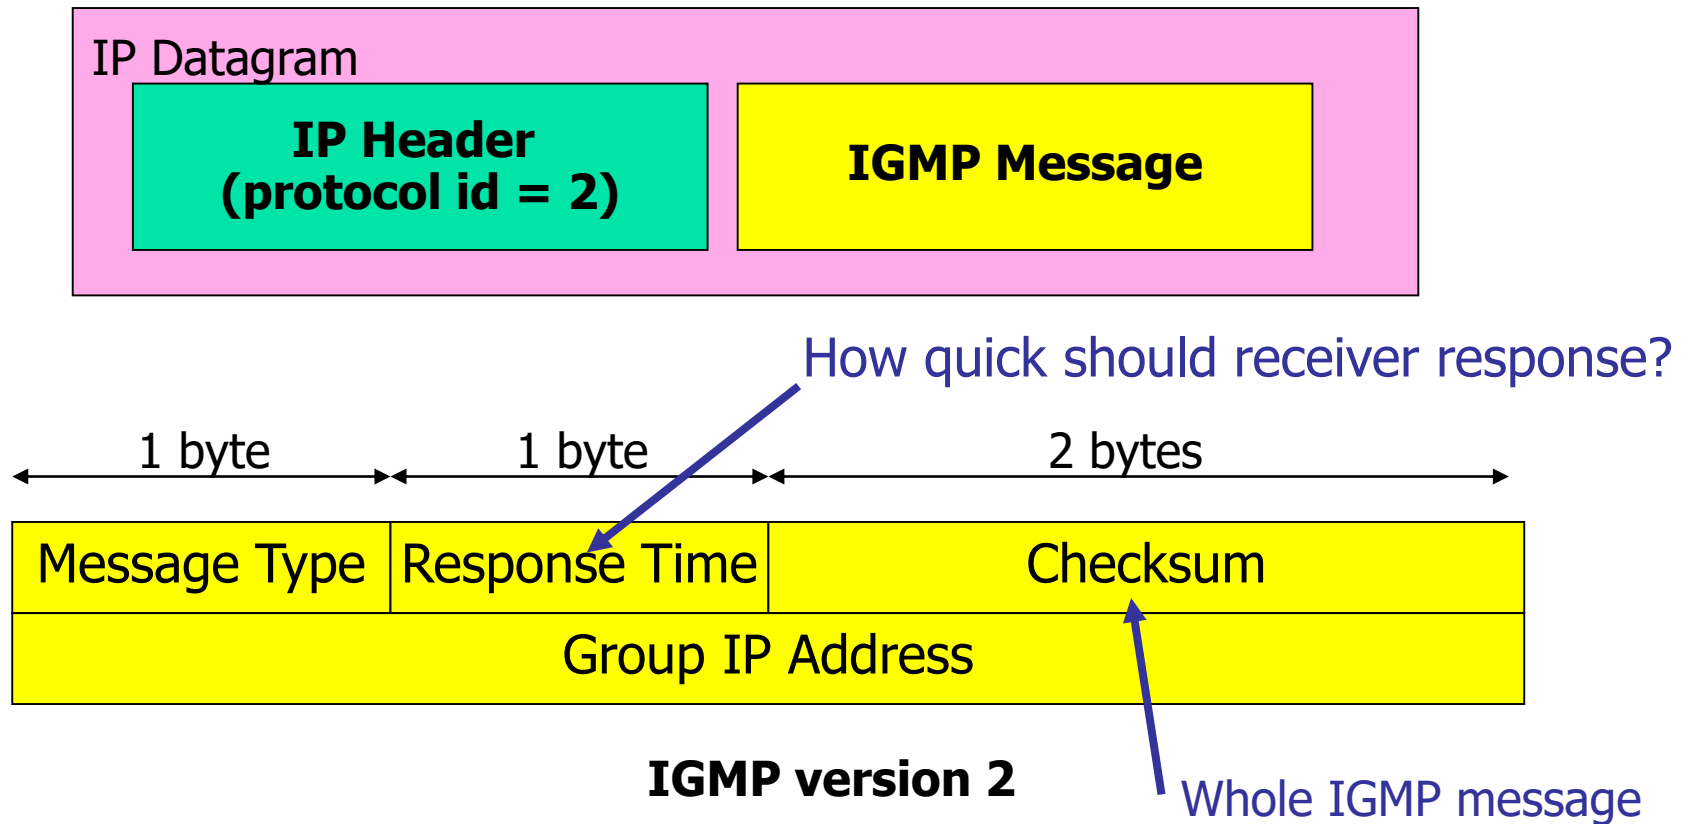 IP Datagram
IP Header
(protocol id = 2)
IGMP Message
How quick should receiver response?
1 byte
1 byte
2 bytes
Message Type
Response Time
Checksum
Group IP Address
IGMP version 2
Whole IGMP message